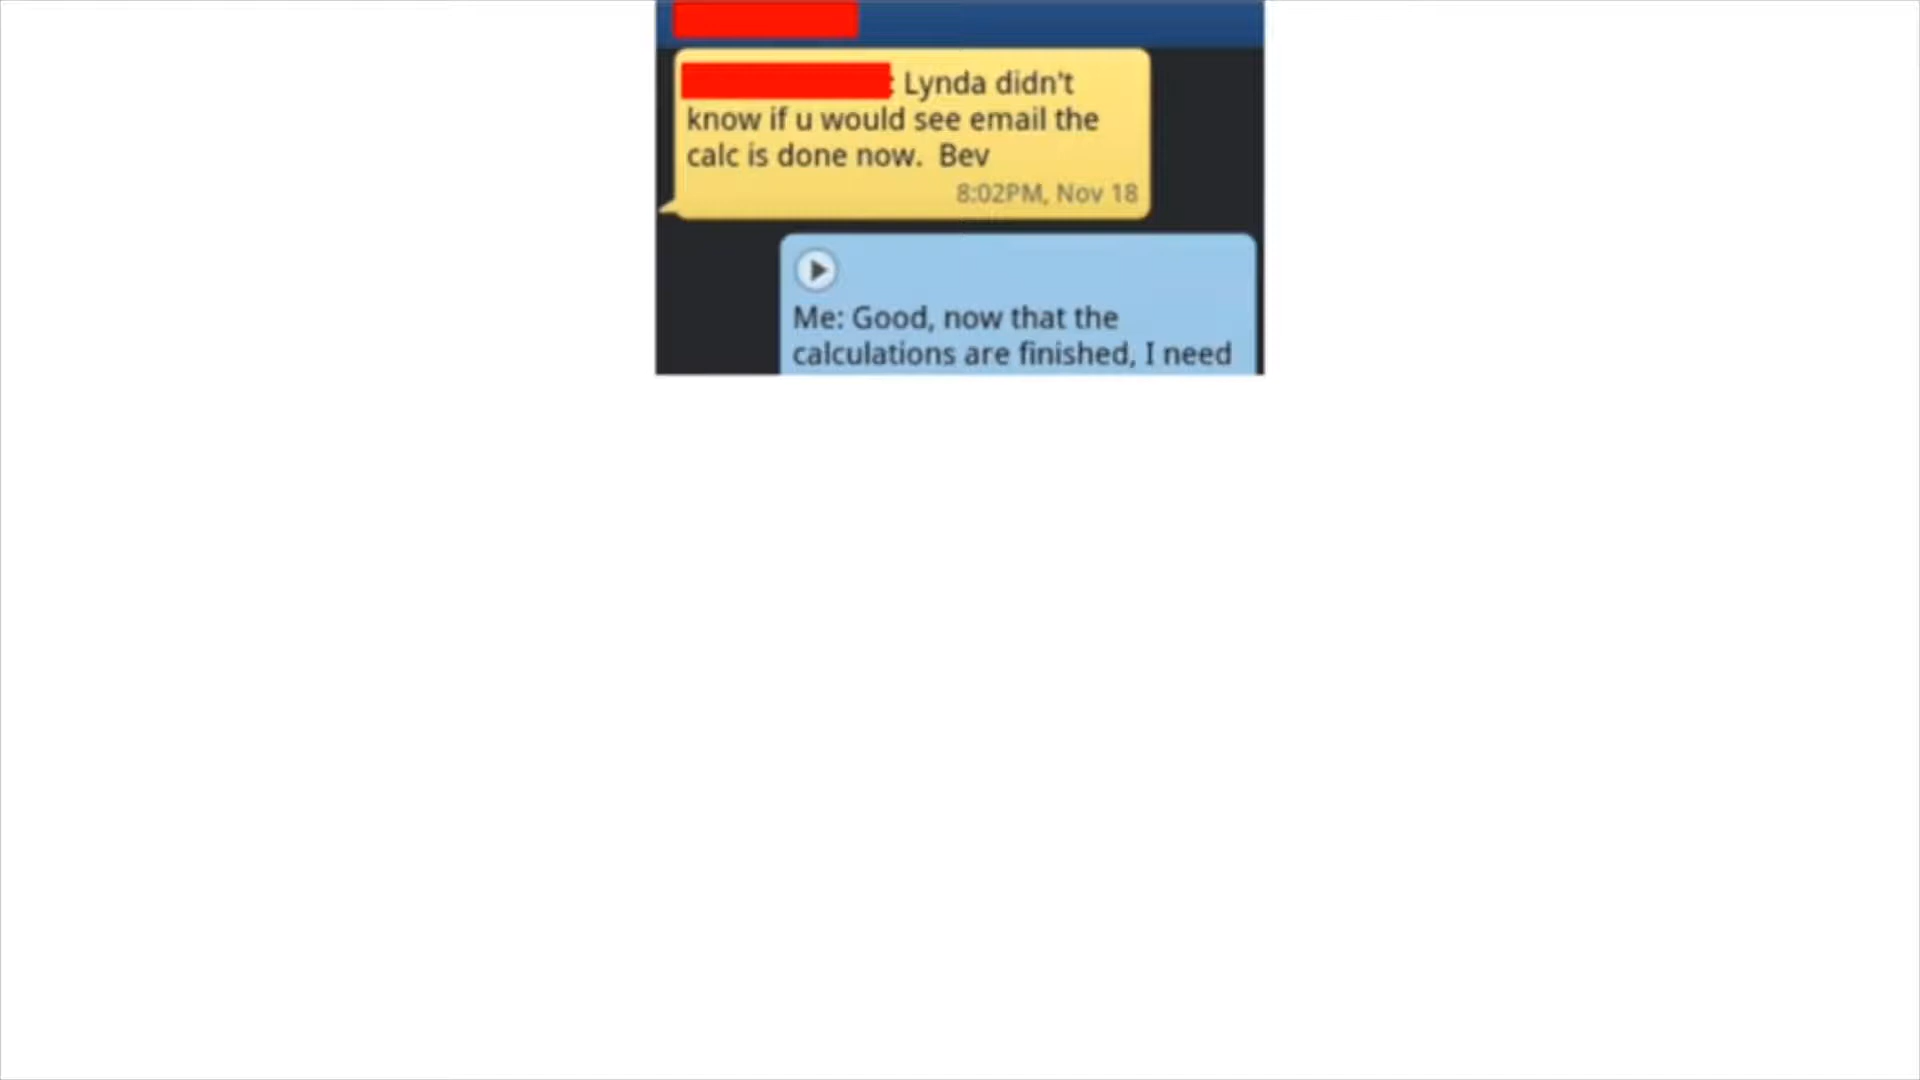 : Lynda didn't
know if u would see email the
calc is done now.  Bev
8:02PM, Nov 18
Me: Good, now that the
calculations are finished, I need